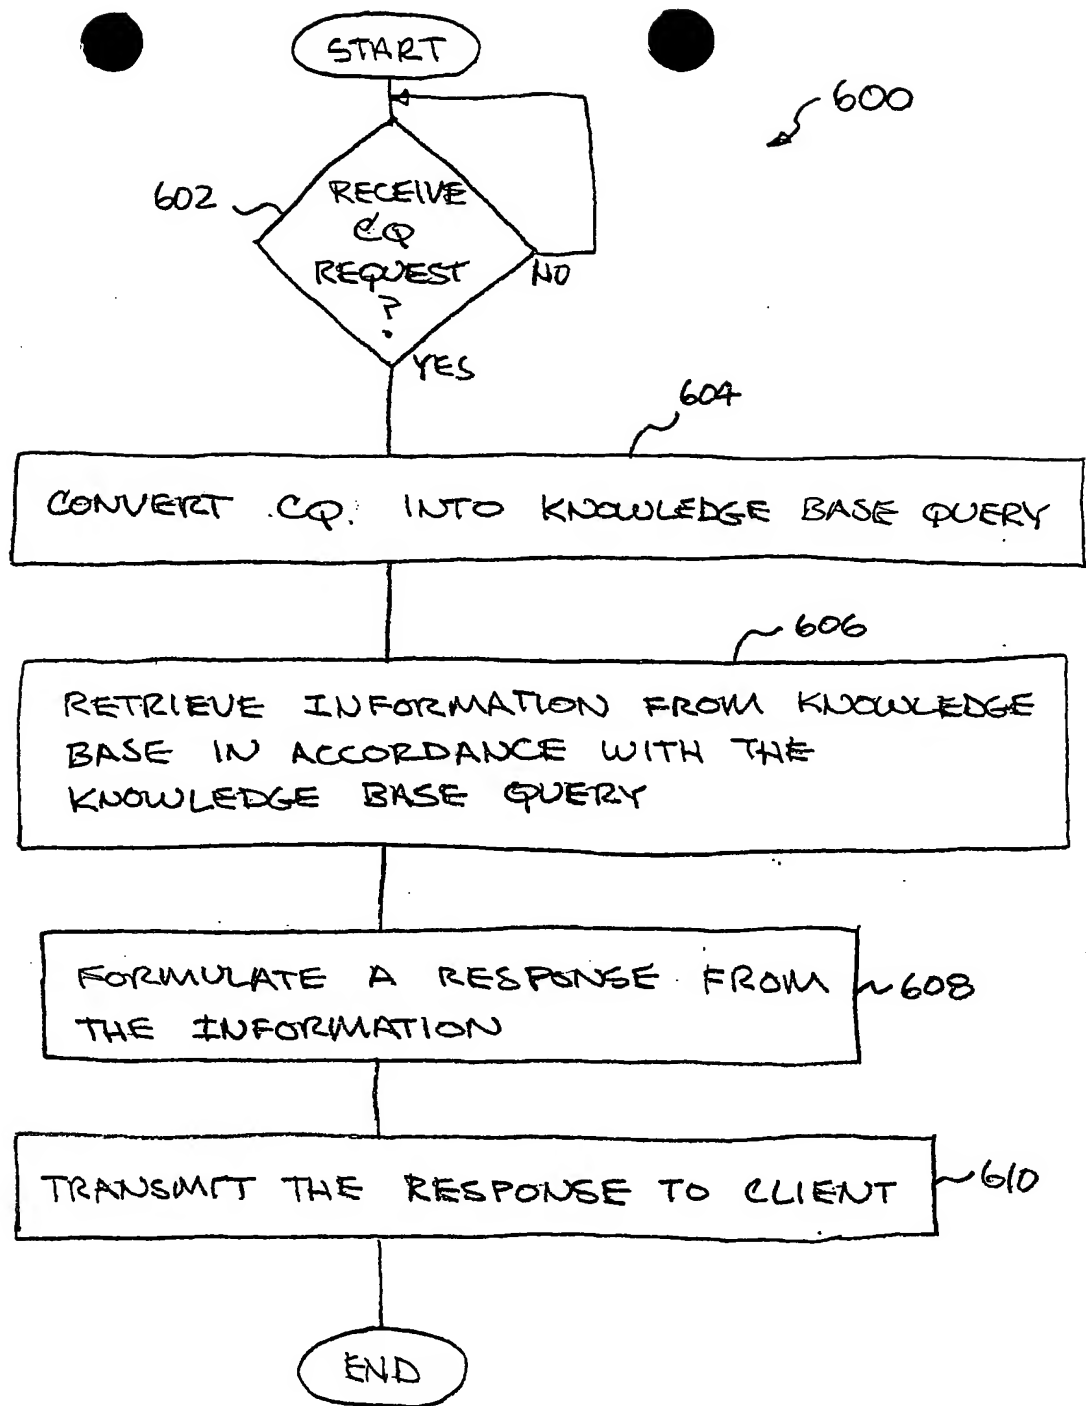 START
600
602
RECEIVE
CQ
REQUEST
?
NO
YES
604
CONVERT CQ. INTO KNOWLEDGE BASE QUERY
606
RETRIEVE INFORMATION FROM KNOWLEDGE
BASE IN ACCORDANCE WITH THE
KNOWLEDGE BASE QUERY
FORMULATE A RESPONSE FROM
THE INFORMATION
608
TRANSMIT THE RESPONSE TO CLIENT
610
END